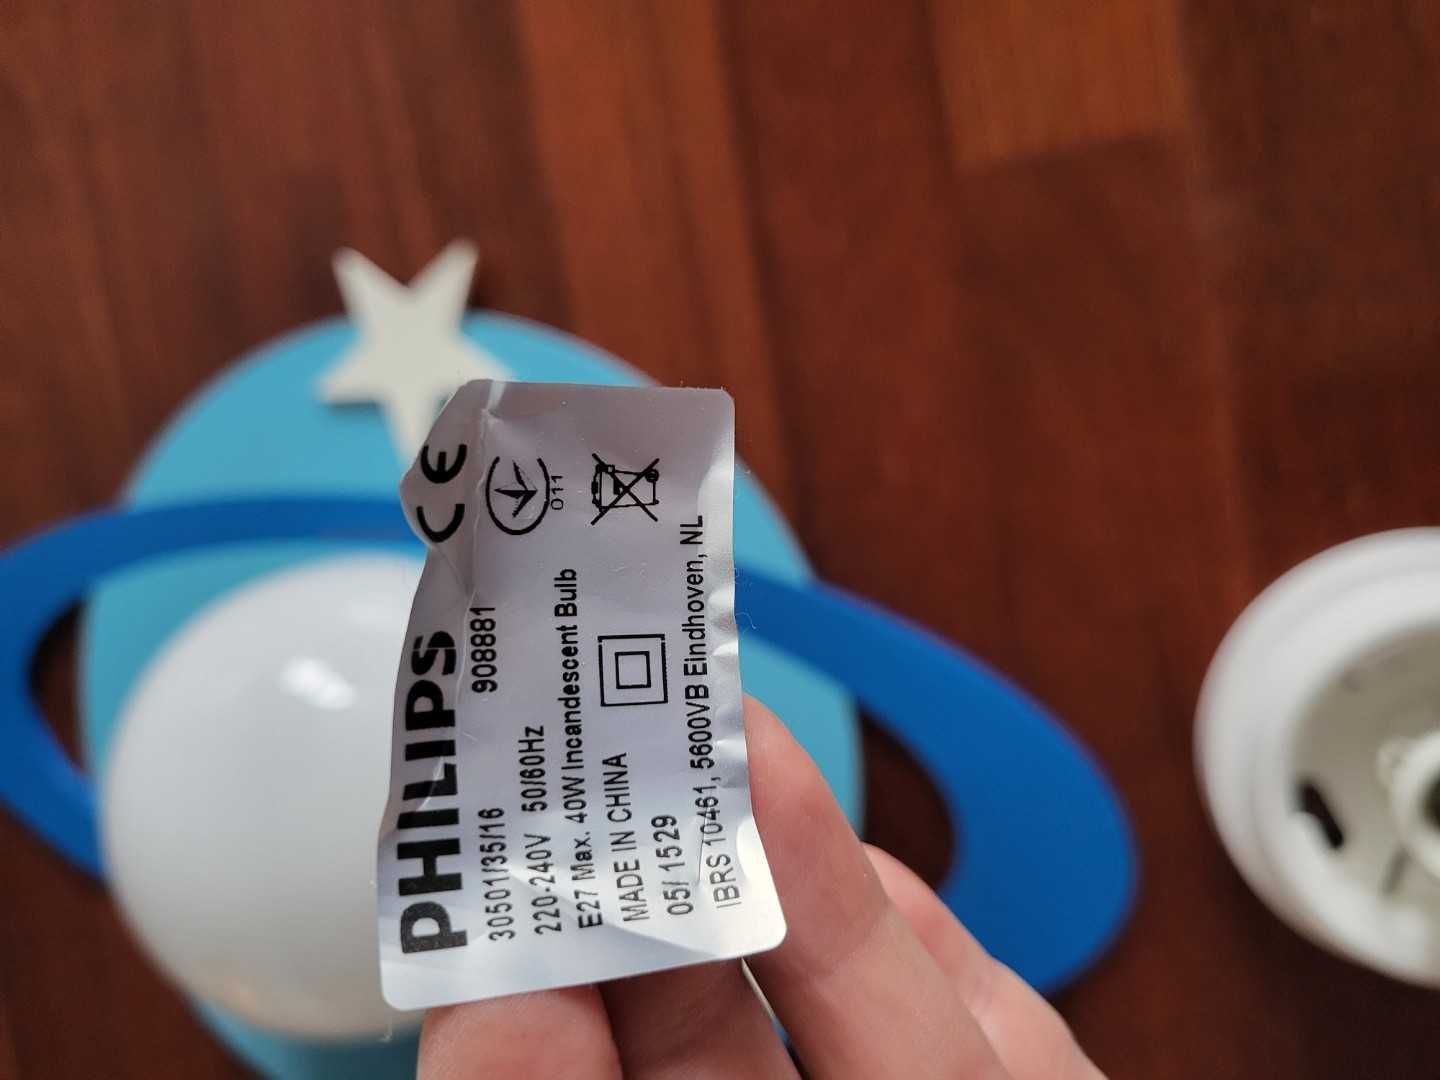 PHILIPS CE
30501/35/16 908881
011
220-240V 50/60Hz
E27 Max. 40W Incandescent Bulb
MADE IN CHINA
05/ 1529
IBRS 10461, 5600VB Eindhoven, NL